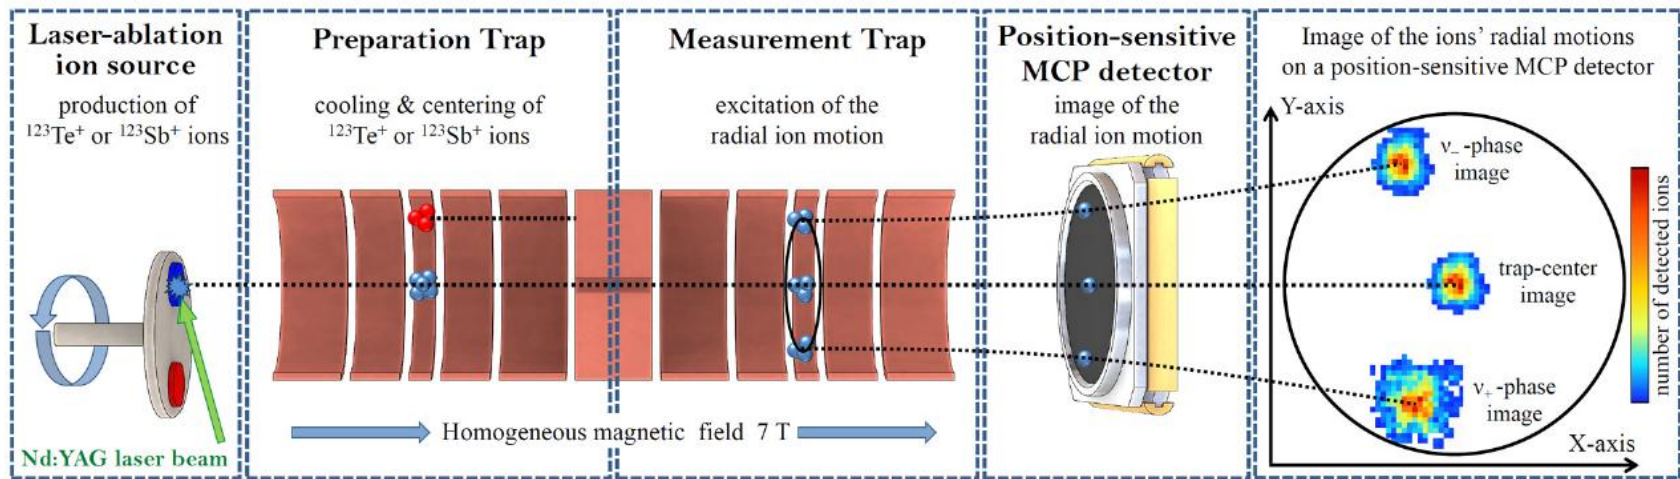 Laser-ablation
ion source
production of
¹²³Te⁺ or ¹²³Sb⁺ ions
Nd:YAG laser beam
Preparation Trap
cooling & centering of
¹²³Te⁺ or ¹²³Sb⁺ ions
Measurement Trap
excitation of the
radial ion motion
Homogeneous magnetic field 7 T
Position-sensitive
MCP detector
image of the
radial ion motion
Image of the ions' radial motions
on a position-sensitive MCP detector
Y-axis
ν₋-phase
image
trap-center
image
ν₊-phase
image
X-axis
number of detected ions